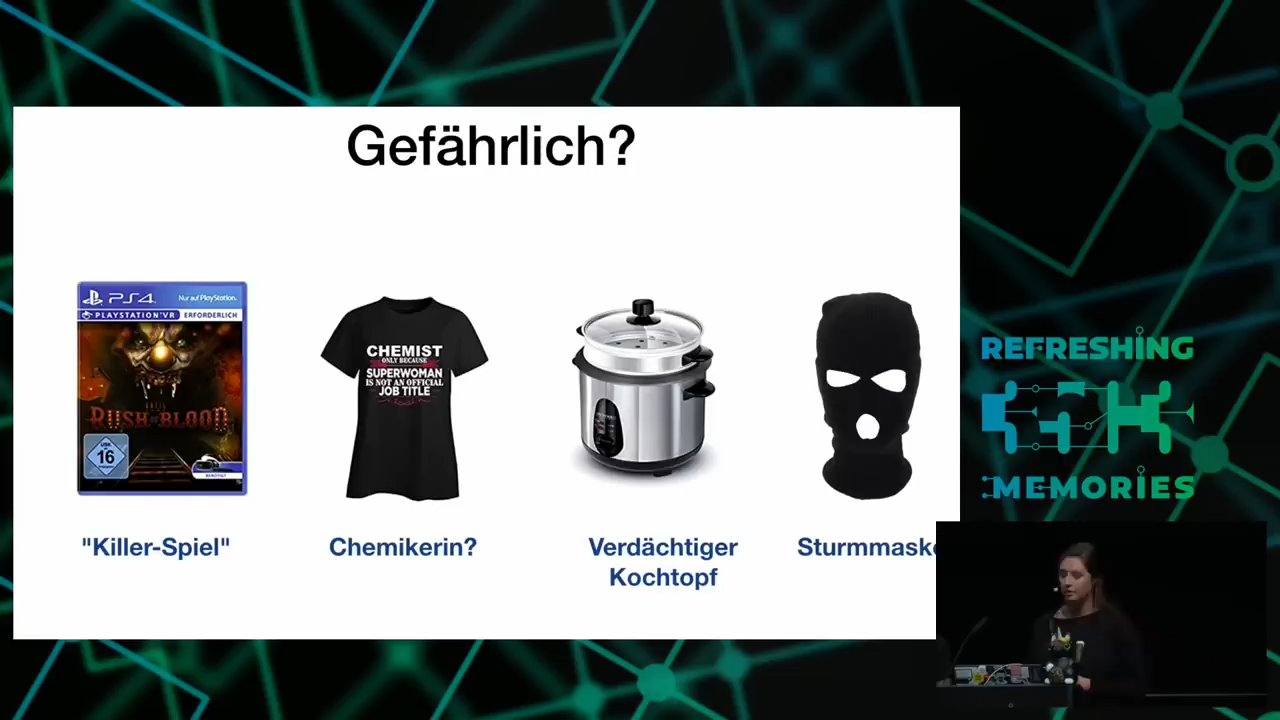 Gefährlich?
PS4
Nur auf PlayStation.
PLAYSTATION VR ERFORDERLICH
RUSH OF BLOOD
16
CHEMIST
ONLY BECAUSE
SUPERWOMAN
IS NOT AN OFFICIAL
JOB TITLE
"Killer-Spiel"
Chemikerin?
Verdächtiger
Kochtopf
Sturmmaske
REFRESHING
MEMORIES